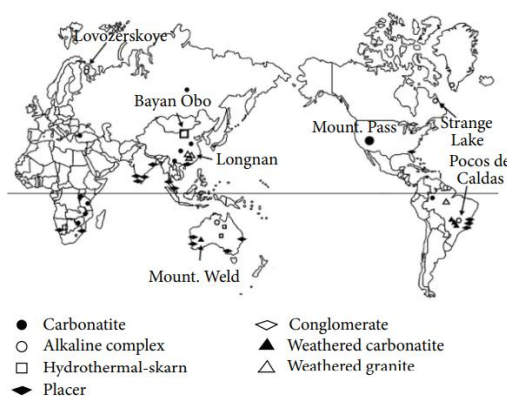 Lovozerskoye
Bayan Obo
Mount. Pass
Strange
Lake
Longnan
Pocos de
Caldas
Mount. Weld
Carbonatite
Alkaline complex
Hydrothermal-skarn
Placer
Conglomerate
Weathered carbonatite
Weathered granite